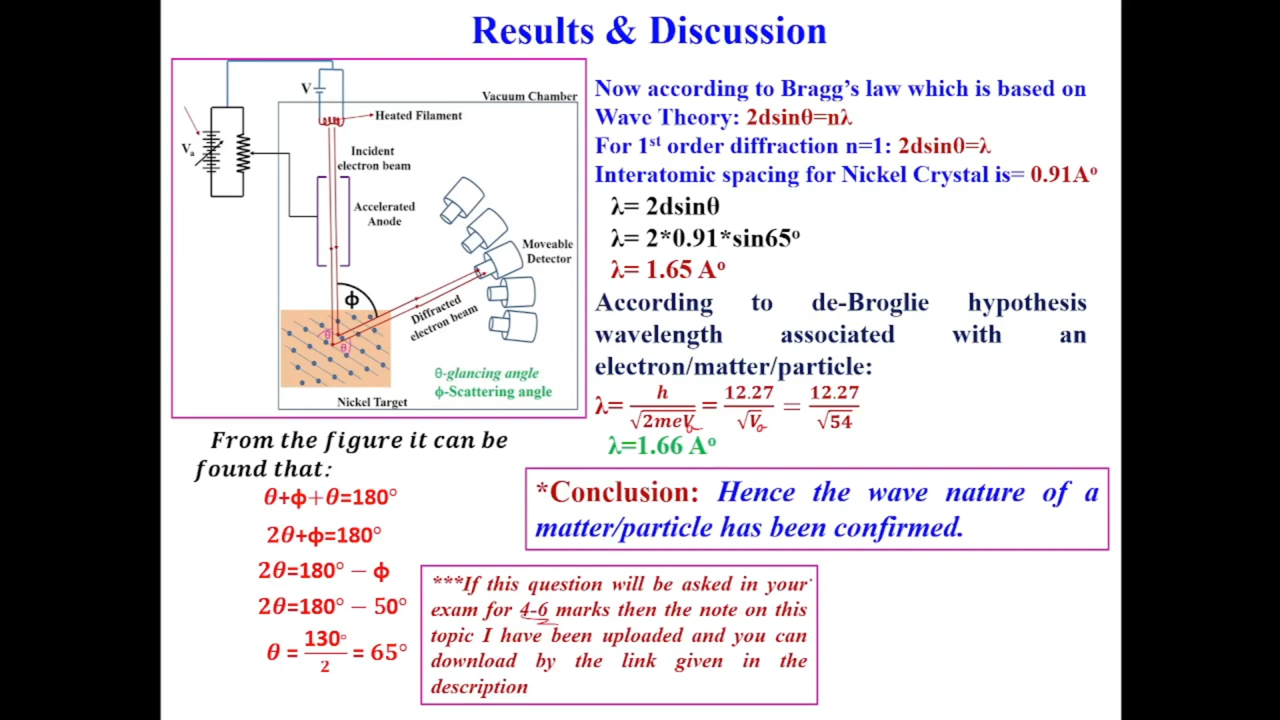 Results & Discussion
V
Vacuum Chamber
Heated Filament
Vₐ
Incident
electron beam
Accelerated
Anode
Moveable
Detector
ϕ
Diffracted
electron beam
θ
θ
θ-glancing angle
ϕ-Scattering angle
Nickel Target
Now according to Bragg's law which is based on
Wave Theory: 2dsinθ=nλ
For 1ˢᵗ order diffraction n=1: 2dsinθ=λ
Interatomic spacing for Nickel Crystal is= 0.91Aᵒ
λ= 2dsinθ
λ= 2*0.91*sin65ᵒ
λ= 1.65 Aᵒ
According to de-Broglie hypothesis
wavelength associated with an
electron/matter/particle:
λ= h/√2meVₐ = 12.27/√Vₐ = 12.27/√54
λ=1.66 Aᵒ
From the figure it can be
found that:
θ+ϕ+θ=180°
2θ+ϕ=180°
2θ=180° − ϕ
2θ=180° − 50°
θ = 130°/2 = 65°
*Conclusion: Hence the wave nature of a
matter/particle has been confirmed.
***If this question will be asked in your
exam for 4-6 marks then the note on this
topic I have been uploaded and you can
download by the link given in the
description